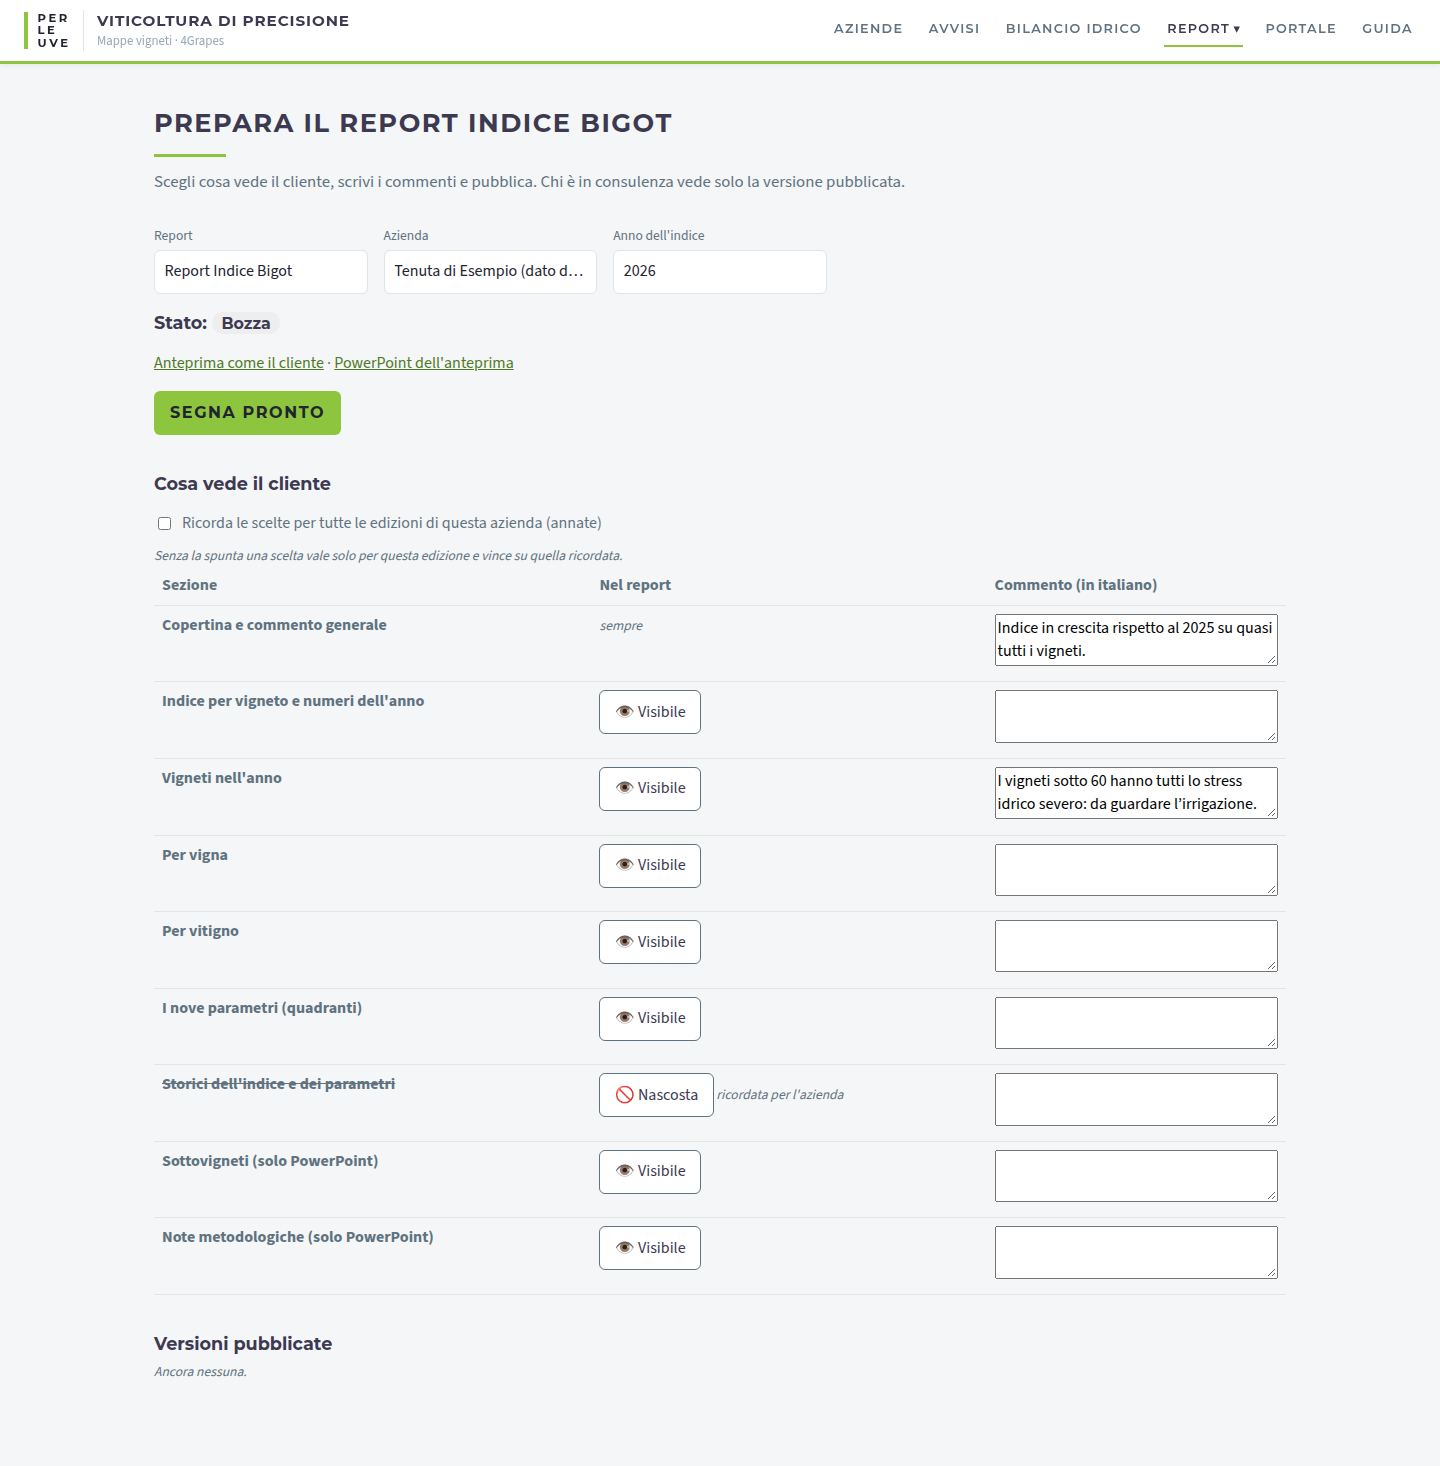 PER
LE
UVE
VITICOLTURA DI PRECISIONE
Mappe vigneti · 4Grapes
AZIENDE
AVVISI
BILANCIO IDRICO
REPORT ▾
PORTALE
GUIDA
PREPARA IL REPORT INDICE BIGOT
Scegli cosa vede il cliente, scrivi i commenti e pubblica. Chi è in consulenza vede solo la versione pubblicata.
Report
Azienda
Anno dell'indice
Report Indice Bigot
Tenuta di Esempio (dato d…
2026
Stato: Bozza
Anteprima come il cliente · PowerPoint dell'anteprima
SEGNA PRONTO
Cosa vede il cliente
Ricorda le scelte per tutte le edizioni di questa azienda (annate)
Senza la spunta una scelta vale solo per questa edizione e vince su quella ricordata.
Sezione
Nel report
Commento (in italiano)
Copertina e commento generale
sempre
Indice in crescita rispetto al 2025 su quasi
tutti i vigneti.
Indice per vigneto e numeri dell'anno
Visibile
Vigneti nell'anno
Visibile
I vigneti sotto 60 hanno tutti lo stress
idrico severo: da guardare l'irrigazione.
Per vigna
Visibile
Per vitigno
Visibile
I nove parametri (quadranti)
Visibile
Storici dell'indice e dei parametri
Nascosta
ricordata per l'azienda
Sottovigneti (solo PowerPoint)
Visibile
Note metodologiche (solo PowerPoint)
Visibile
Versioni pubblicate
Ancora nessuna.